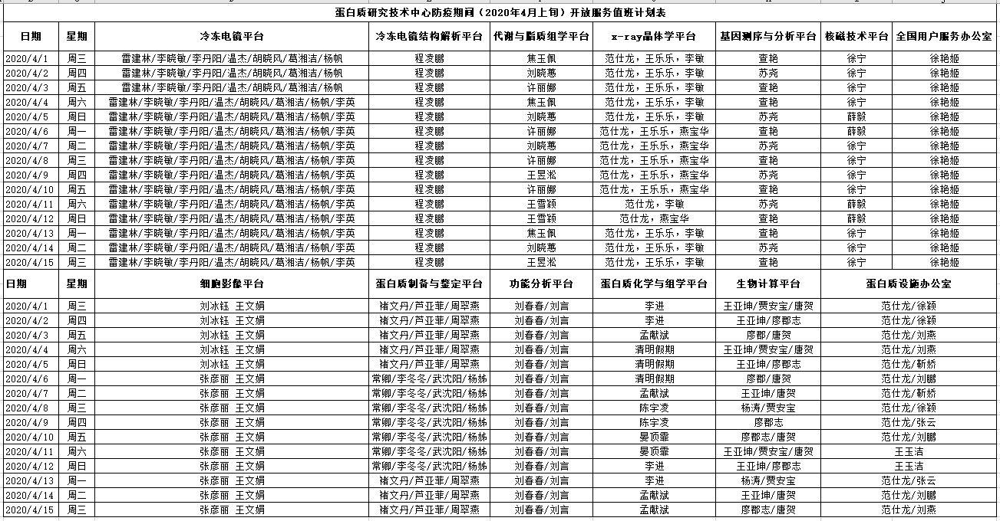 蛋白质研究技术中心防疫期间（2020年4月上旬）开放服务值班计划表
日期 星期 冷冻电镜平台 冷冻电镜结构解析平台 代谢与脂质组学平台 x-ray晶体学平台 基因测序与分析平台 核磁技术平台 全国用户服务办公室
2020/4/1 周三 雷建林/李晓敏/李丹阳/温杰/胡晓风/葛湘洁/杨帆 程凌鹏 焦玉佩 范仕龙，王乐乐，李敏 查艳 徐宁 徐艳姬
2020/4/2 周四 雷建林/李晓敏/李丹阳/温杰/胡晓风/葛湘洁/杨帆 程凌鹏 刘晓蕙 范仕龙，王乐乐，李敏 苏尧 徐宁 徐艳姬
2020/4/3 周五 雷建林/李晓敏/李丹阳/温杰/胡晓风/葛湘洁/杨帆 程凌鹏 许丽娜 范仕龙，王乐乐，李敏 查艳 徐宁 徐艳姬
2020/4/4 周六 雷建林/李晓敏/李丹阳/温杰/胡晓风/葛湘洁/杨帆/李英 程凌鹏 焦玉佩 范仕龙，王乐乐，李敏 查艳 徐宁 徐艳姬
2020/4/5 周日 雷建林/李晓敏/李丹阳/温杰/胡晓风/葛湘洁/杨帆/李英 程凌鹏 刘晓蕙 范仕龙，王乐乐，李敏 苏尧 薛毅 徐艳姬
2020/4/6 周一 雷建林/李晓敏/李丹阳/温杰/胡晓风/葛湘洁/杨帆/李英 程凌鹏 许丽娜 范仕龙，王乐乐，燕宝华 查艳 薛毅 徐艳姬
2020/4/7 周二 雷建林/李晓敏/李丹阳/温杰/胡晓风/葛湘洁/杨帆/李英 程凌鹏 刘晓蕙 范仕龙，王乐乐，燕宝华 苏尧 徐宁 徐艳姬
2020/4/8 周三 雷建林/李晓敏/李丹阳/温杰/胡晓风/葛湘洁/杨帆/李英 程凌鹏 许丽娜 范仕龙，王乐乐，燕宝华 查艳 徐宁 徐艳姬
2020/4/9 周四 雷建林/李晓敏/李丹阳/温杰/胡晓风/葛湘洁/杨帆/李英 程凌鹏 王昱淞 范仕龙，王乐乐，燕宝华 苏尧 徐宁 徐艳姬
2020/4/10 周五 雷建林/李晓敏/李丹阳/温杰/胡晓风/葛湘洁/杨帆/李英 程凌鹏 许丽娜 范仕龙，王乐乐，燕宝华 查艳 徐宁 徐艳姬
2020/4/11 周六 雷建林/李晓敏/李丹阳/温杰/胡晓风/葛湘洁/杨帆/李英 程凌鹏 王雪颖 范仕龙，李敏 苏尧 薛毅 徐艳姬
2020/4/12 周日 雷建林/李晓敏/李丹阳/温杰/胡晓风/葛湘洁/杨帆/李英 程凌鹏 王雪颖 范仕龙，燕宝华 查艳 薛毅 徐艳姬
2020/4/13 周一 雷建林/李晓敏/李丹阳/温杰/胡晓风/葛湘洁/杨帆/李英 程凌鹏 焦玉佩 范仕龙，王乐乐，李敏 查艳 徐宁 徐艳姬
2020/4/14 周二 雷建林/李晓敏/李丹阳/温杰/胡晓风/葛湘洁/杨帆/李英 程凌鹏 刘晓蕙 范仕龙，王乐乐，李敏 苏尧 徐宁 徐艳姬
2020/4/15 周三 雷建林/李晓敏/李丹阳/温杰/胡晓风/葛湘洁/杨帆/李英 程凌鹏 王昱淞 范仕龙，王乐乐，李敏 查艳 徐宁 徐艳姬
日期 星期 细胞影像平台 蛋白质制备与鉴定平台 功能分析平台 蛋白质化学与组学平台 生物计算平台 蛋白质设施办公室
2020/4/1 周三 刘冰钰 王文娟 褚文丹/芦亚菲/周翠燕 刘春春/刘言 李进 王亚坤/贾安宝/唐贺 范仕龙/徐颖
2020/4/2 周四 刘冰钰 王文娟 褚文丹/芦亚菲/周翠燕 刘春春/刘言 李进 王亚坤/廖郡志 范仕龙/徐颖
2020/4/3 周五 刘冰钰 王文娟 褚文丹/芦亚菲/周翠燕 刘春春/刘言 孟献斌 廖郡/唐贺 范仕龙/刘燕
2020/4/4 周六 刘冰钰 王文娟 褚文丹/芦亚菲/周翠燕 刘春春/刘言 清明假期 王亚坤/贾安宝/唐贺 范仕龙/刘燕
2020/4/5 周日 刘冰钰 王文娟 褚文丹/芦亚菲/周翠燕 刘春春/刘言 清明假期 王亚坤/廖郡志 范仕龙/靳娇
2020/4/6 周一 张彦丽 王文娟 常卿/李冬冬/武沈阳/杨姊 刘春春/刘言 清明假期 廖郡/唐贺 范仕龙/刘鹏
2020/4/7 周二 张彦丽 王文娟 常卿/李冬冬/武沈阳/杨姊 刘春春/刘言 孟献斌 王亚坤/唐贺 范仕龙/靳娇
2020/4/8 周三 张彦丽 王文娟 常卿/李冬冬/武沈阳/杨姊 刘春春/刘言 陈宇凌 杨涛/贾安宝 范仕龙/徐颖
2020/4/9 周四 张彦丽 王文娟 常卿/李冬冬/武沈阳/杨姊 刘春春/刘言 陈宇凌 廖郡志 范仕龙/张云
2020/4/10 周五 张彦丽 王文娟 常卿/李冬冬/武沈阳/杨姊 刘春春/刘言 晏顶霏 廖郡志/唐贺 范仕龙/刘鹏
2020/4/11 周六 张彦丽 王文娟 常卿/李冬冬/武沈阳/杨姊 刘春春/刘言 晏顶霏 王亚坤/贾安宝/唐贺 王玉洁
2020/4/12 周日 张彦丽 王文娟 常卿/李冬冬/武沈阳/杨姊 刘春春/刘言 李进 王亚坤/廖郡志 王玉洁
2020/4/13 周一 张彦丽 王文娟 褚文丹/芦亚菲/周翠燕 刘春春/刘言 李进 杨涛/贾安宝 范仕龙/张云
2020/4/14 周二 张彦丽 王文娟 褚文丹/芦亚菲/周翠燕 刘春春/刘言 孟献斌 王亚坤/唐贺 范仕龙/刘鹏
2020/4/15 周三 张彦丽 王文娟 褚文丹/芦亚菲/周翠燕 刘春春/刘言 孟献斌 廖郡志/唐贺 范仕龙/刘燕